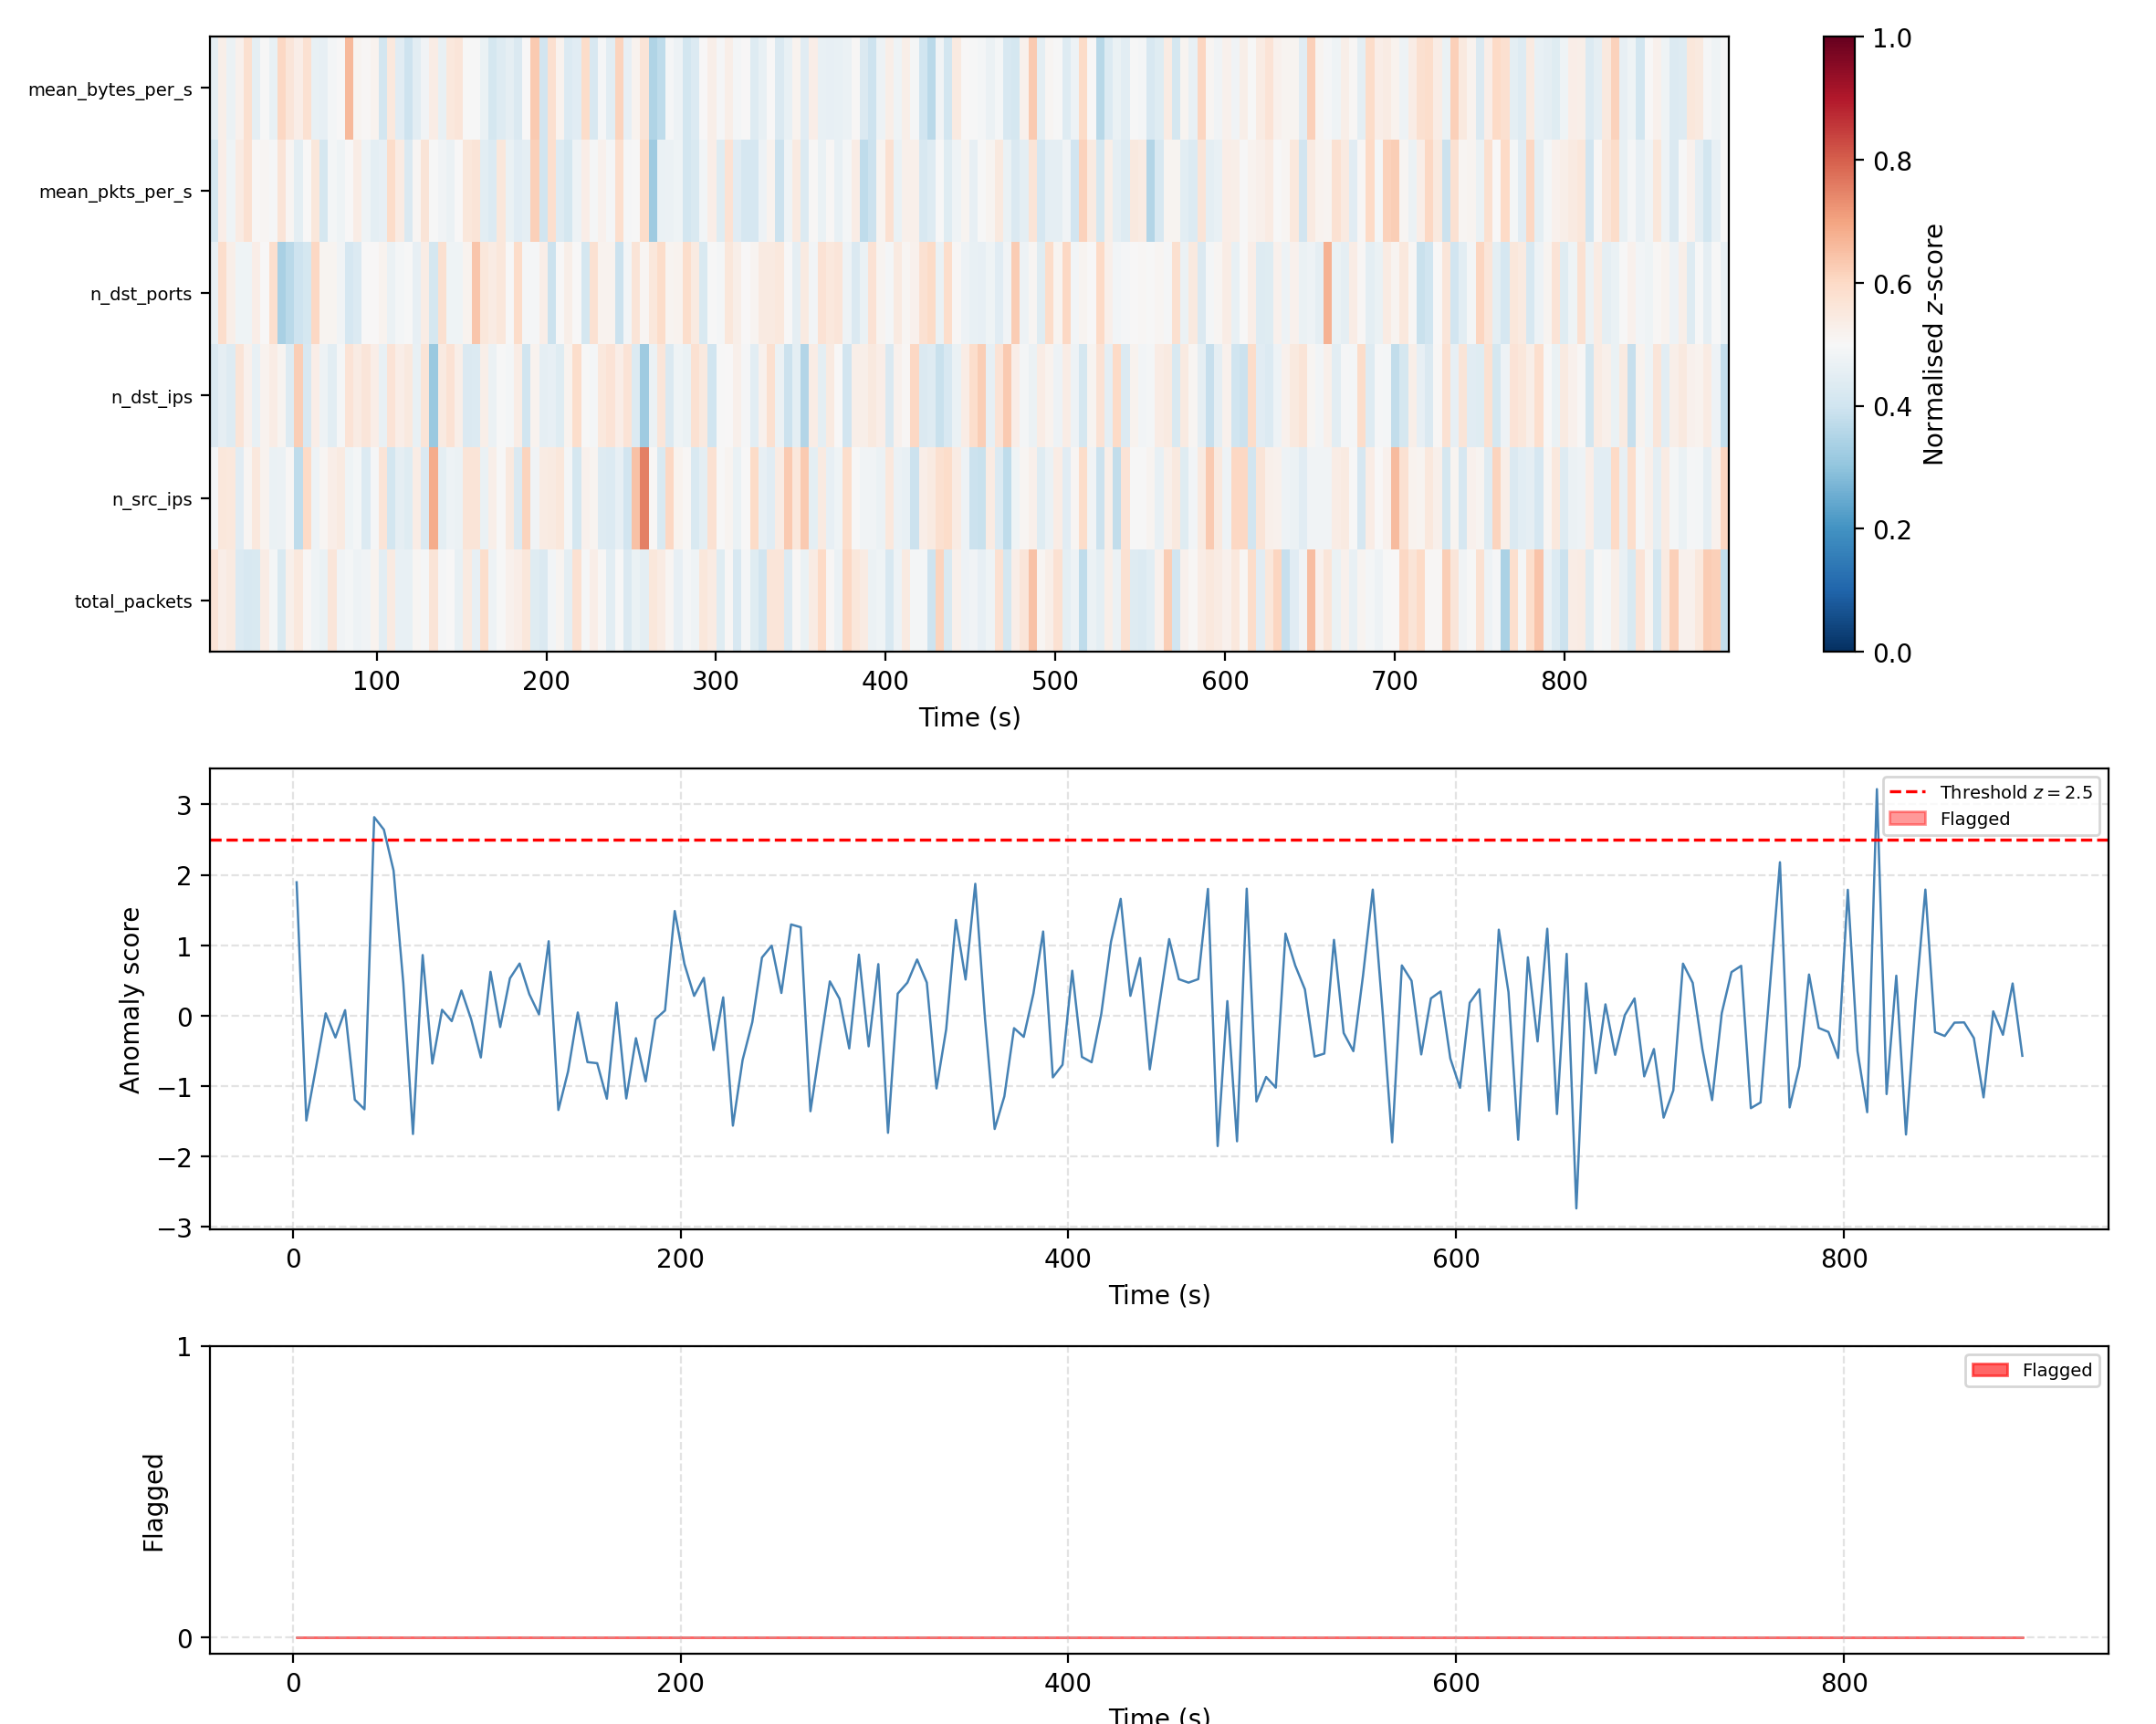 mean_bytes_per_s
mean_pkts_per_s
n_dst_ports
n_dst_ips
n_src_ips
total_packets
100 200 300 400 500 600 700 800
Time (s)
1.0
0.8
0.6
0.4
0.2
0.0
Normalised z-score
3
2
1
0
−1
−2
−3
Anomaly score
Threshold z = 2.5
Flagged
0 200 400 600 800
Time (s)
1
0
Flagged
Flagged
0 200 400 600 800
Time (s)